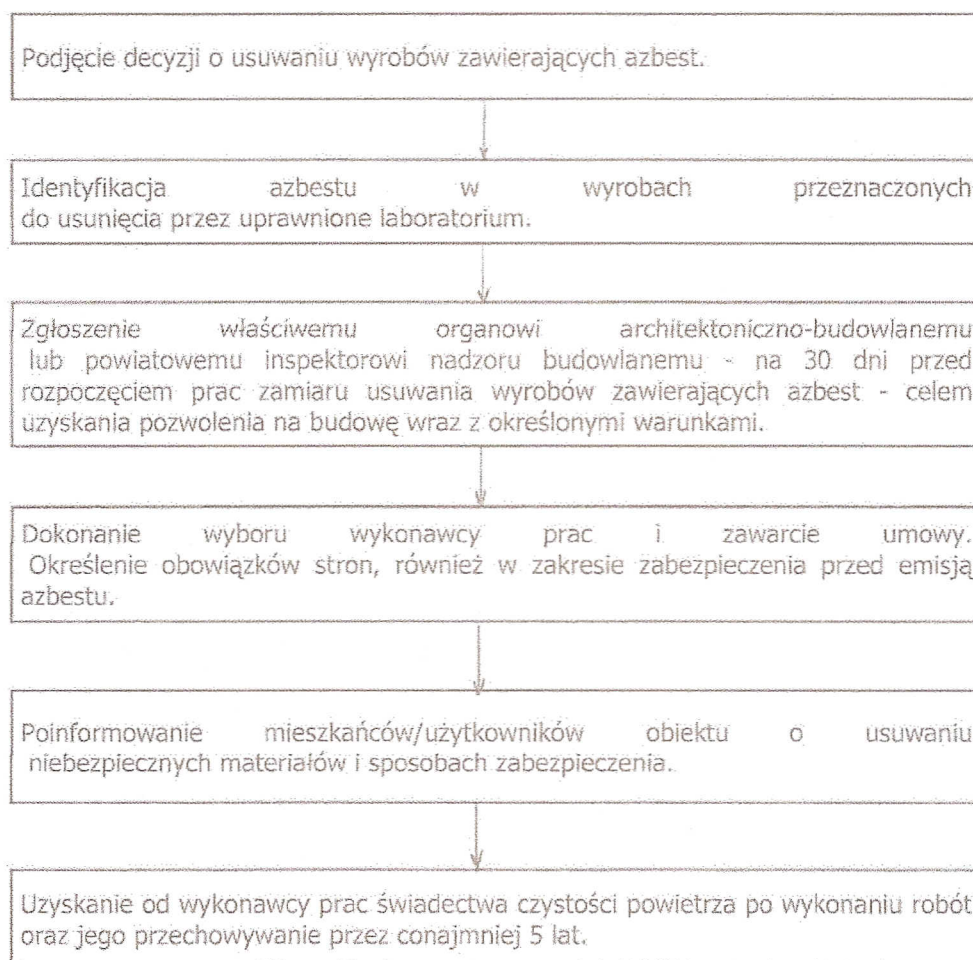 Podjęcie decyzji o usuwaniu wyrobów zawierających azbest.
Identyfikacja azbestu w wyrobach przeznaczonych
do usunięcia przez uprawnione laboratorium.
Zgłoszenie właściwemu organowi architektoniczno-budowlanemu
lub powiatowemu inspektorowi nadzoru budowlanemu - na 30 dni przed
rozpoczęciem prac zamiaru usuwania wyrobów zawierających azbest - celem
uzyskania pozwolenia na budowę wraz z określonymi warunkami.
Dokonanie wyboru wykonawcy prac i zawarcie umowy.
Określenie obowiązków stron, również w zakresie zabezpieczenia przed emisją
azbestu.
Poinformowanie mieszkańców/użytkowników obiektu o usuwaniu
niebezpiecznych materiałów i sposobach zabezpieczenia.
Uzyskanie od wykonawcy prac świadectwa czystości powietrza po wykonaniu robót
oraz jego przechowywanie przez conajmniej 5 lat.